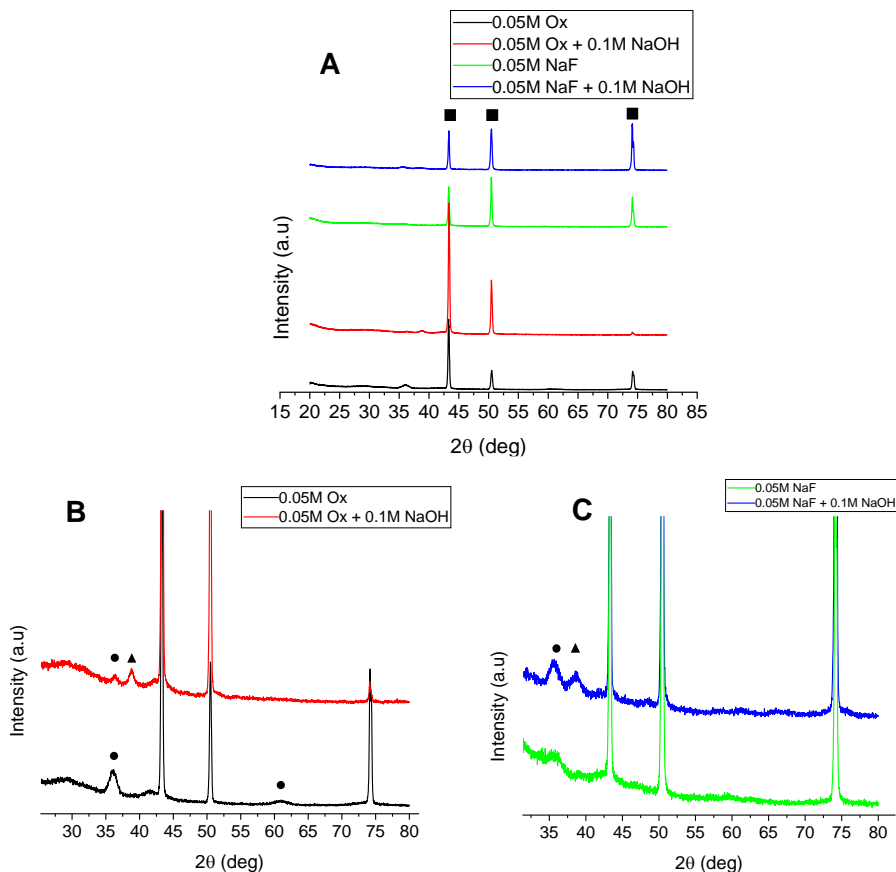 0.05M Ox
0.05M Ox + 0.1M NaOH
0.05M NaF
0.05M NaF + 0.1M NaOH
A
Intensity (a.u)
15 20 25 30 35 40 45 50 55 60 65 70 75 80 85
2θ (deg)
B
0.05M Ox
0.05M Ox + 0.1M NaOH
Intensity (a.u)
30 35 40 45 50 55 60 65 70 75 80
2θ (deg)
C
0.05M NaF
0.05M NaF + 0.1M NaOH
Intensity (a.u)
35 40 45 50 55 60 65 70 75 80
2θ (deg)